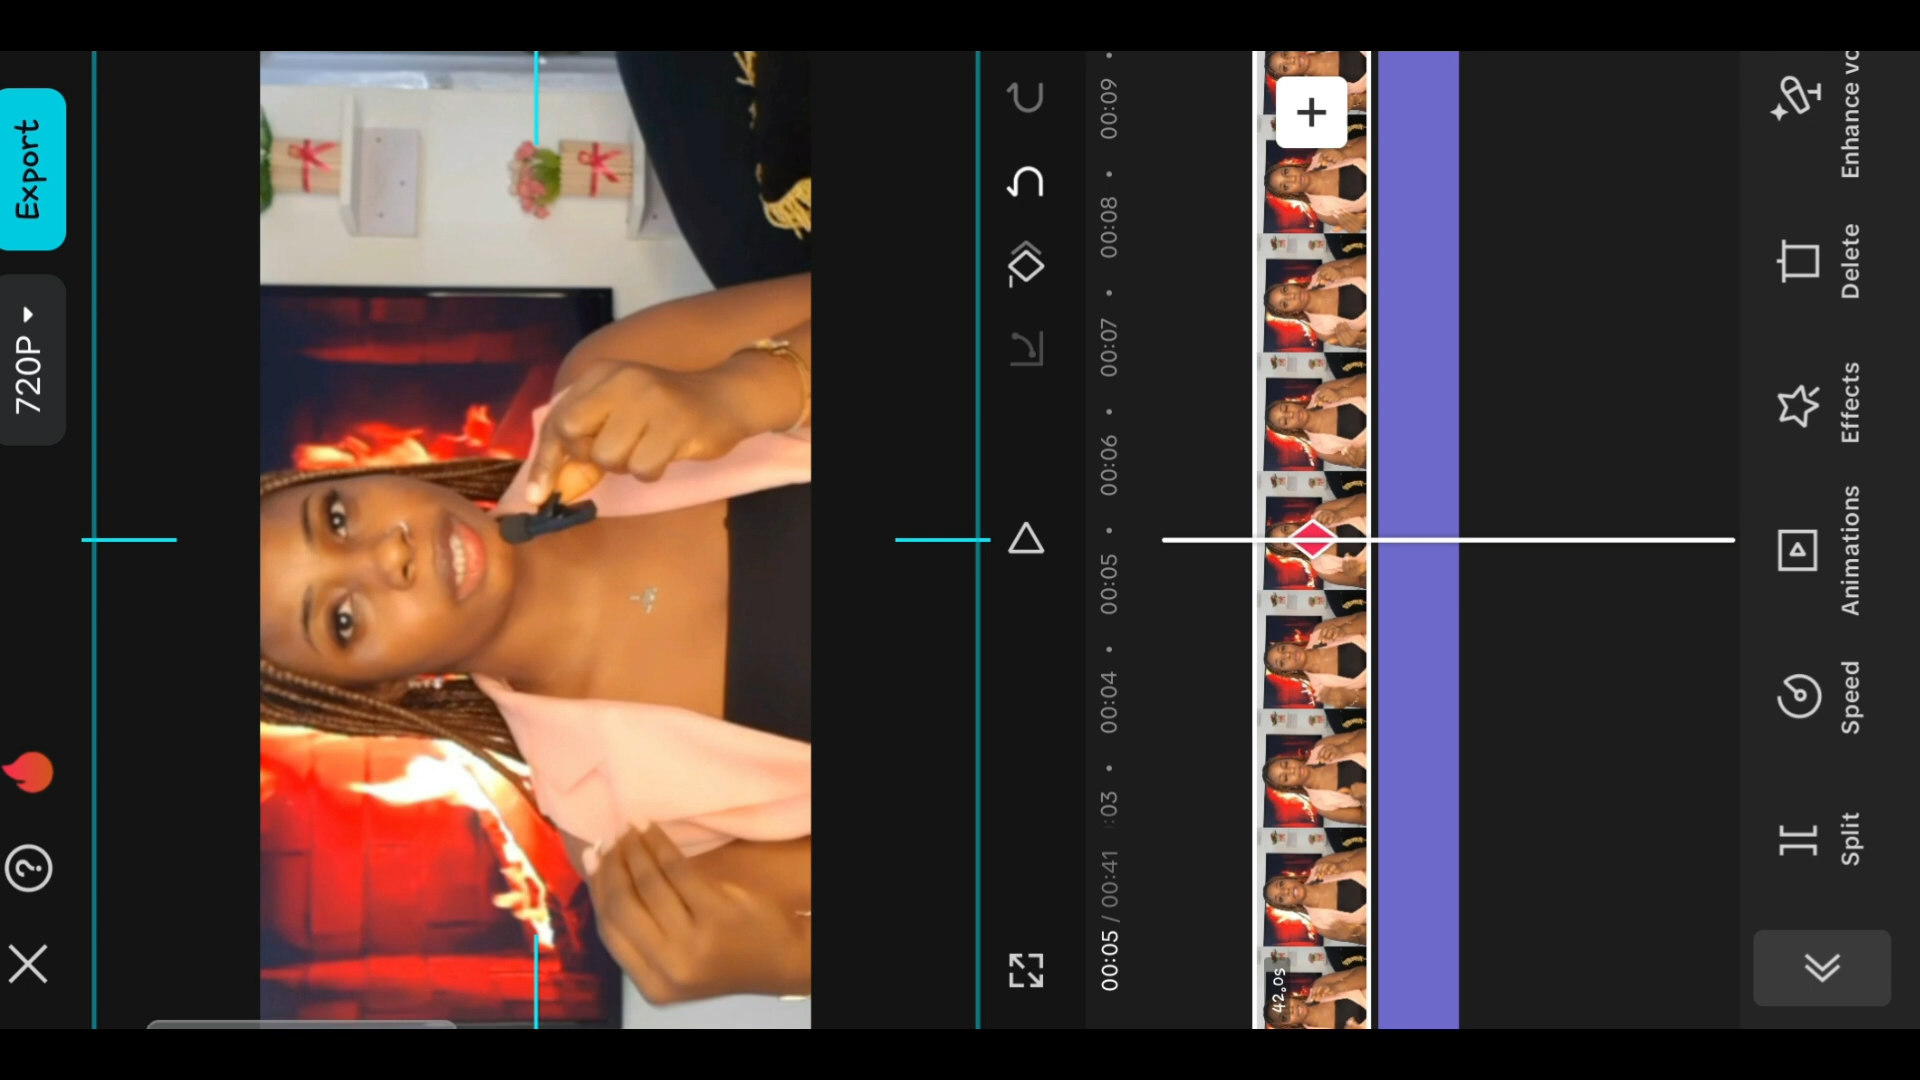 720P
Export
00:05 / 00:41
:03
00:04
00:05
00:06
00:07
00:08
00:09
42.0s
Split
Speed
Animations
Effects
Delete
Enhance vo